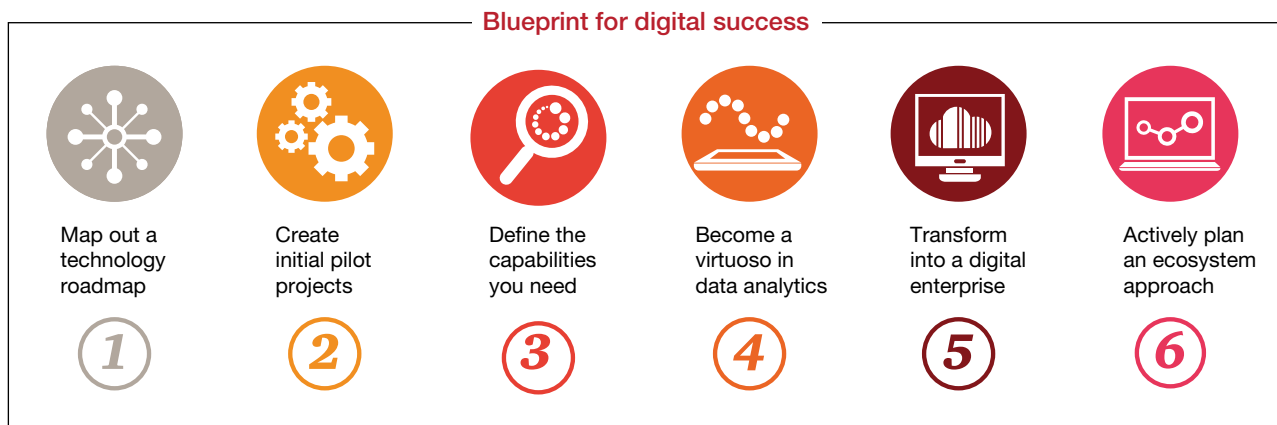 Blueprint for digital success
Map out a
technology
roadmap
1
Create
initial pilot
projects
2
Define the
capabilities
you need
3
Become a
virtuoso in
data analytics
4
Transform
into a digital
enterprise
5
Actively plan
an ecosystem
approach
6